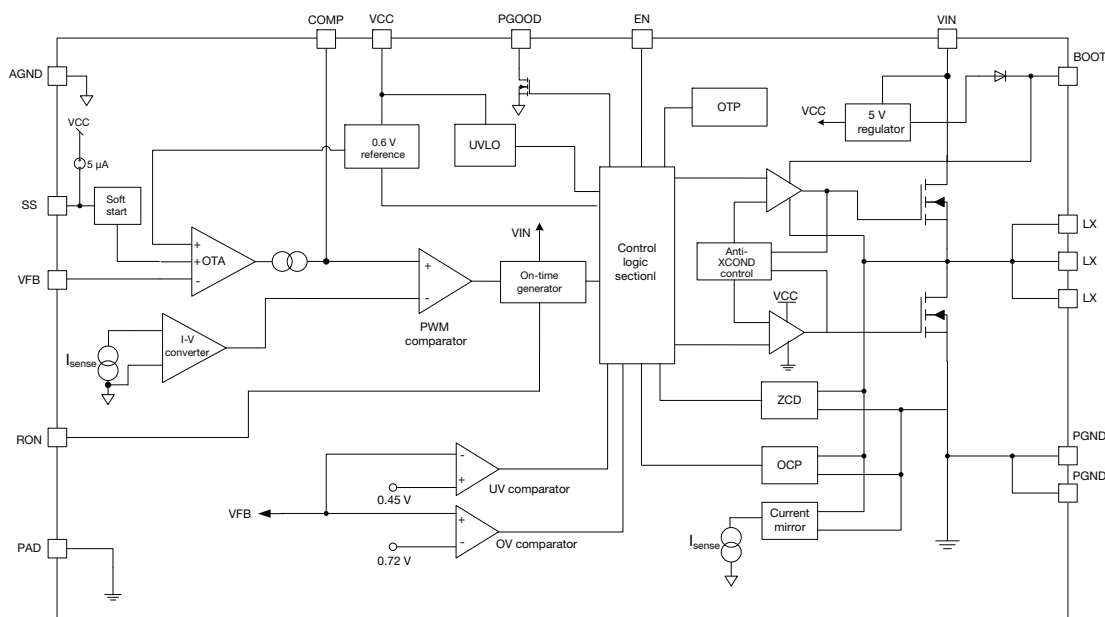 COMP
VCC
PGOOD
EN
VIN
BOOT
AGND
VCC
5 µA
SS
Soft
start
0.6 V
reference
UVLO
OTP
VCC
5 V
regulator
VFB
+
+OTA
-
+
-
PWM
comparator
VIN
On-time
generator
Control
logic
sectionl
Anti-
XCOND
control
VCC
LX
LX
LX
I-V
converter
Isense
RON
ZCD
OCP
Current
mirror
Isense
PGND
PGND
-
+
UV comparator
0.45 V
VFB
+
-
OV comparator
0.72 V
PAD